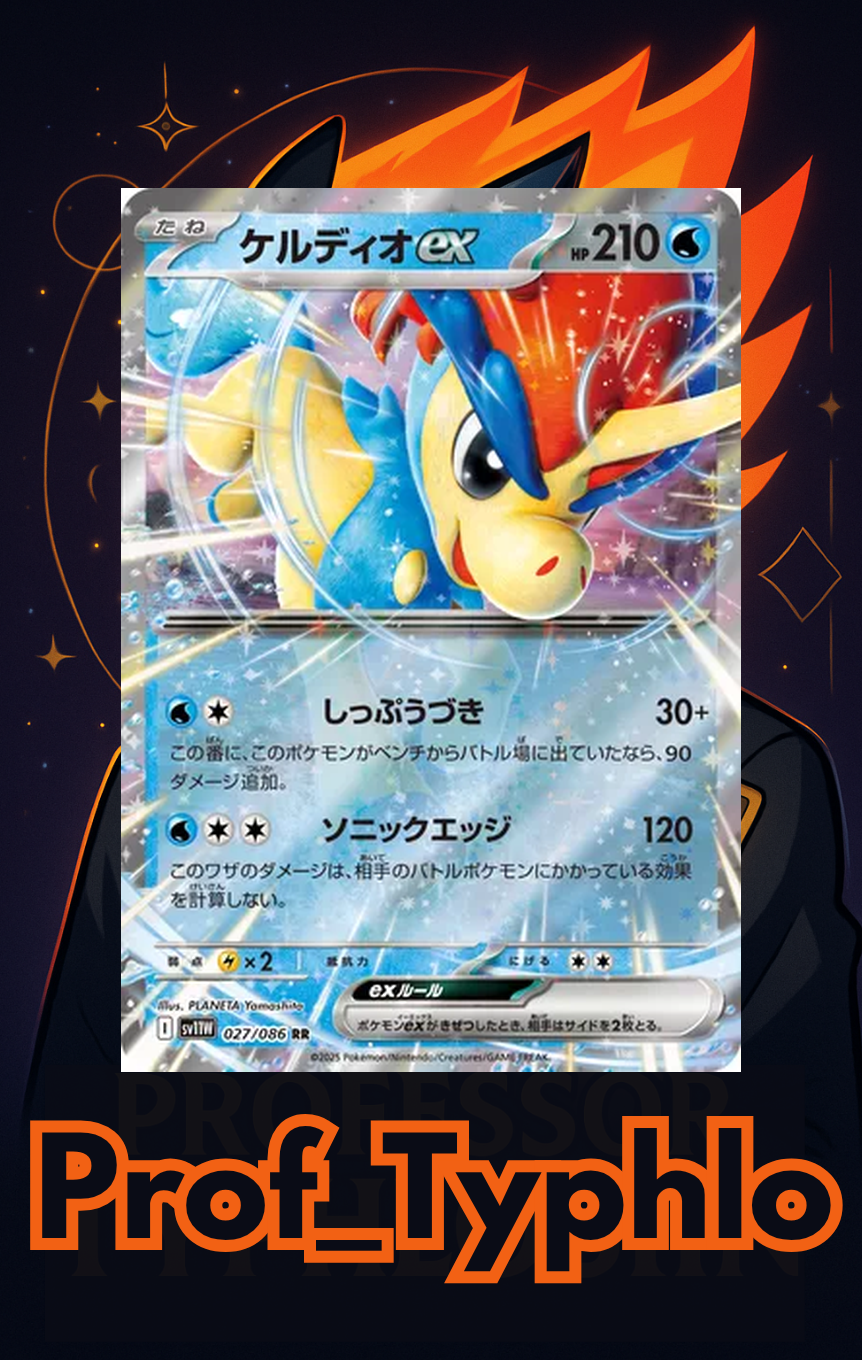 たね ケルディオex HP210
しっぷうづき 30+
この番に、このポケモンがベンチからバトル場に出ていたなら、90
ダメージ追加。
ソニックエッジ 120
このワザのダメージは、相手のバトルポケモンにかかっている効果
を計算しない。
弱点 ×2 抵抗力 にげる
exルール
ポケモンexがきぜつしたとき、相手はサイドを2枚とる。
Illus. PLANETA Yamashita
I sv11W 027/086 RR
©2025 Pokémon/Nintendo/Creatures/GAME FREAK.
PROFESSOR
Prof_Typhlo